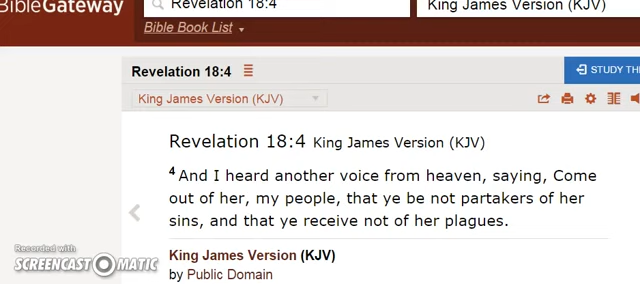 BibleGateway
Revelation 18:4
King James Version (KJV)
Bible Book List
Revelation 18:4
STUDY THI
King James Version (KJV)
Revelation 18:4 King James Version (KJV)
4 And I heard another voice from heaven, saying, Come
out of her, my people, that ye be not partakers of her
sins, and that ye receive not of her plagues.
King James Version (KJV)
by Public Domain
Recorded with
SCREENCAST-O-MATIC